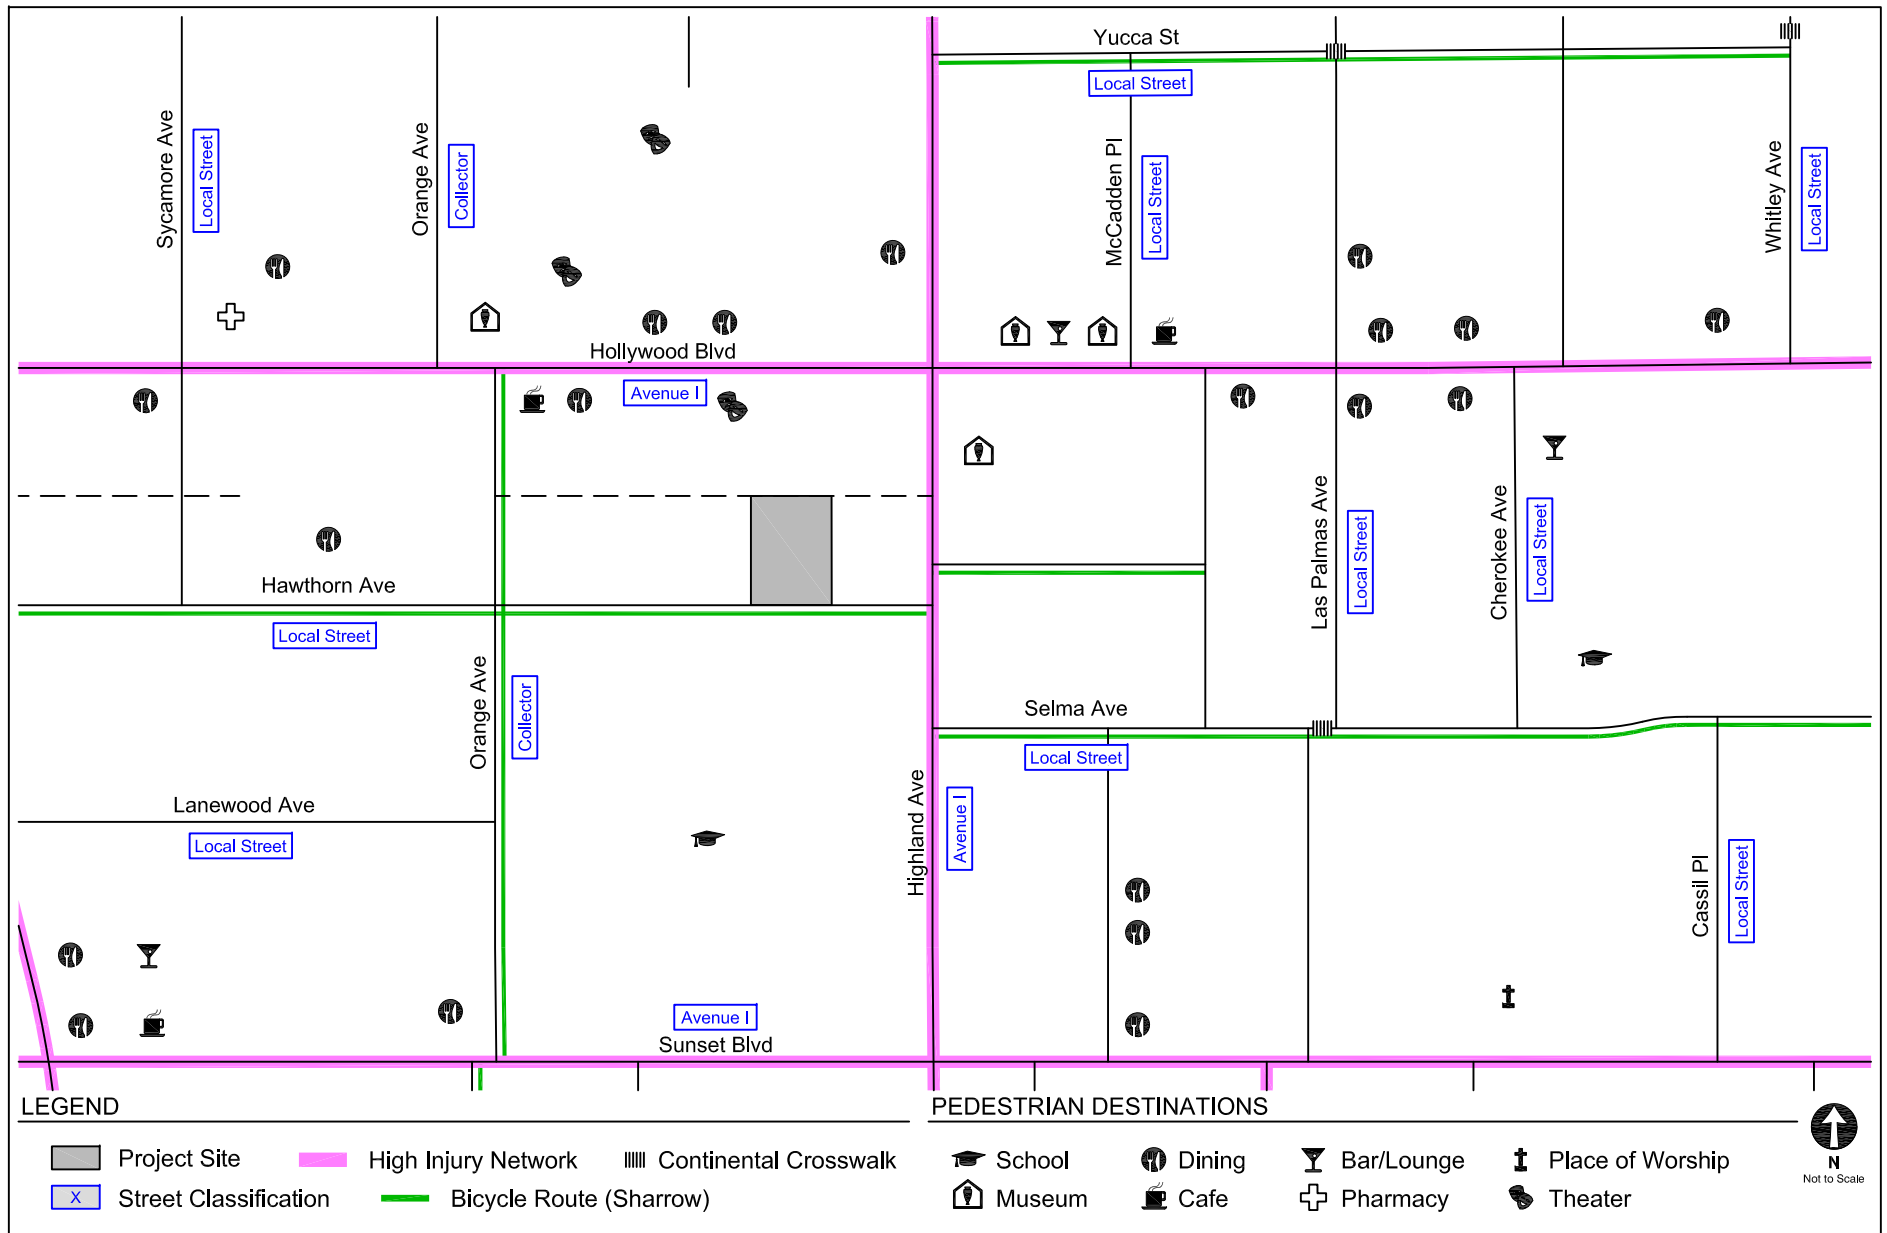 Yucca St
Local Street
Sycamore Ave
Local Street
Orange Ave
Collector
McCadden Pl
Local Street
Whitley Ave
Local Street
Hollywood Blvd
Avenue I
Hawthorn Ave
Local Street
Las Palmas Ave
Local Street
Cherokee Ave
Local Street
Orange Ave
Collector
Selma Ave
Local Street
Lanewood Ave
Local Street
Highland Ave
Avenue I
Cassil Pl
Local Street
Avenue I
Sunset Blvd
LEGEND
Project Site
High Injury Network
Continental Crosswalk
X
Street Classification
Bicycle Route (Sharrow)
PEDESTRIAN DESTINATIONS
School
Dining
Bar/Lounge
Place of Worship
Museum
Cafe
Pharmacy
Theater
N
Not to Scale